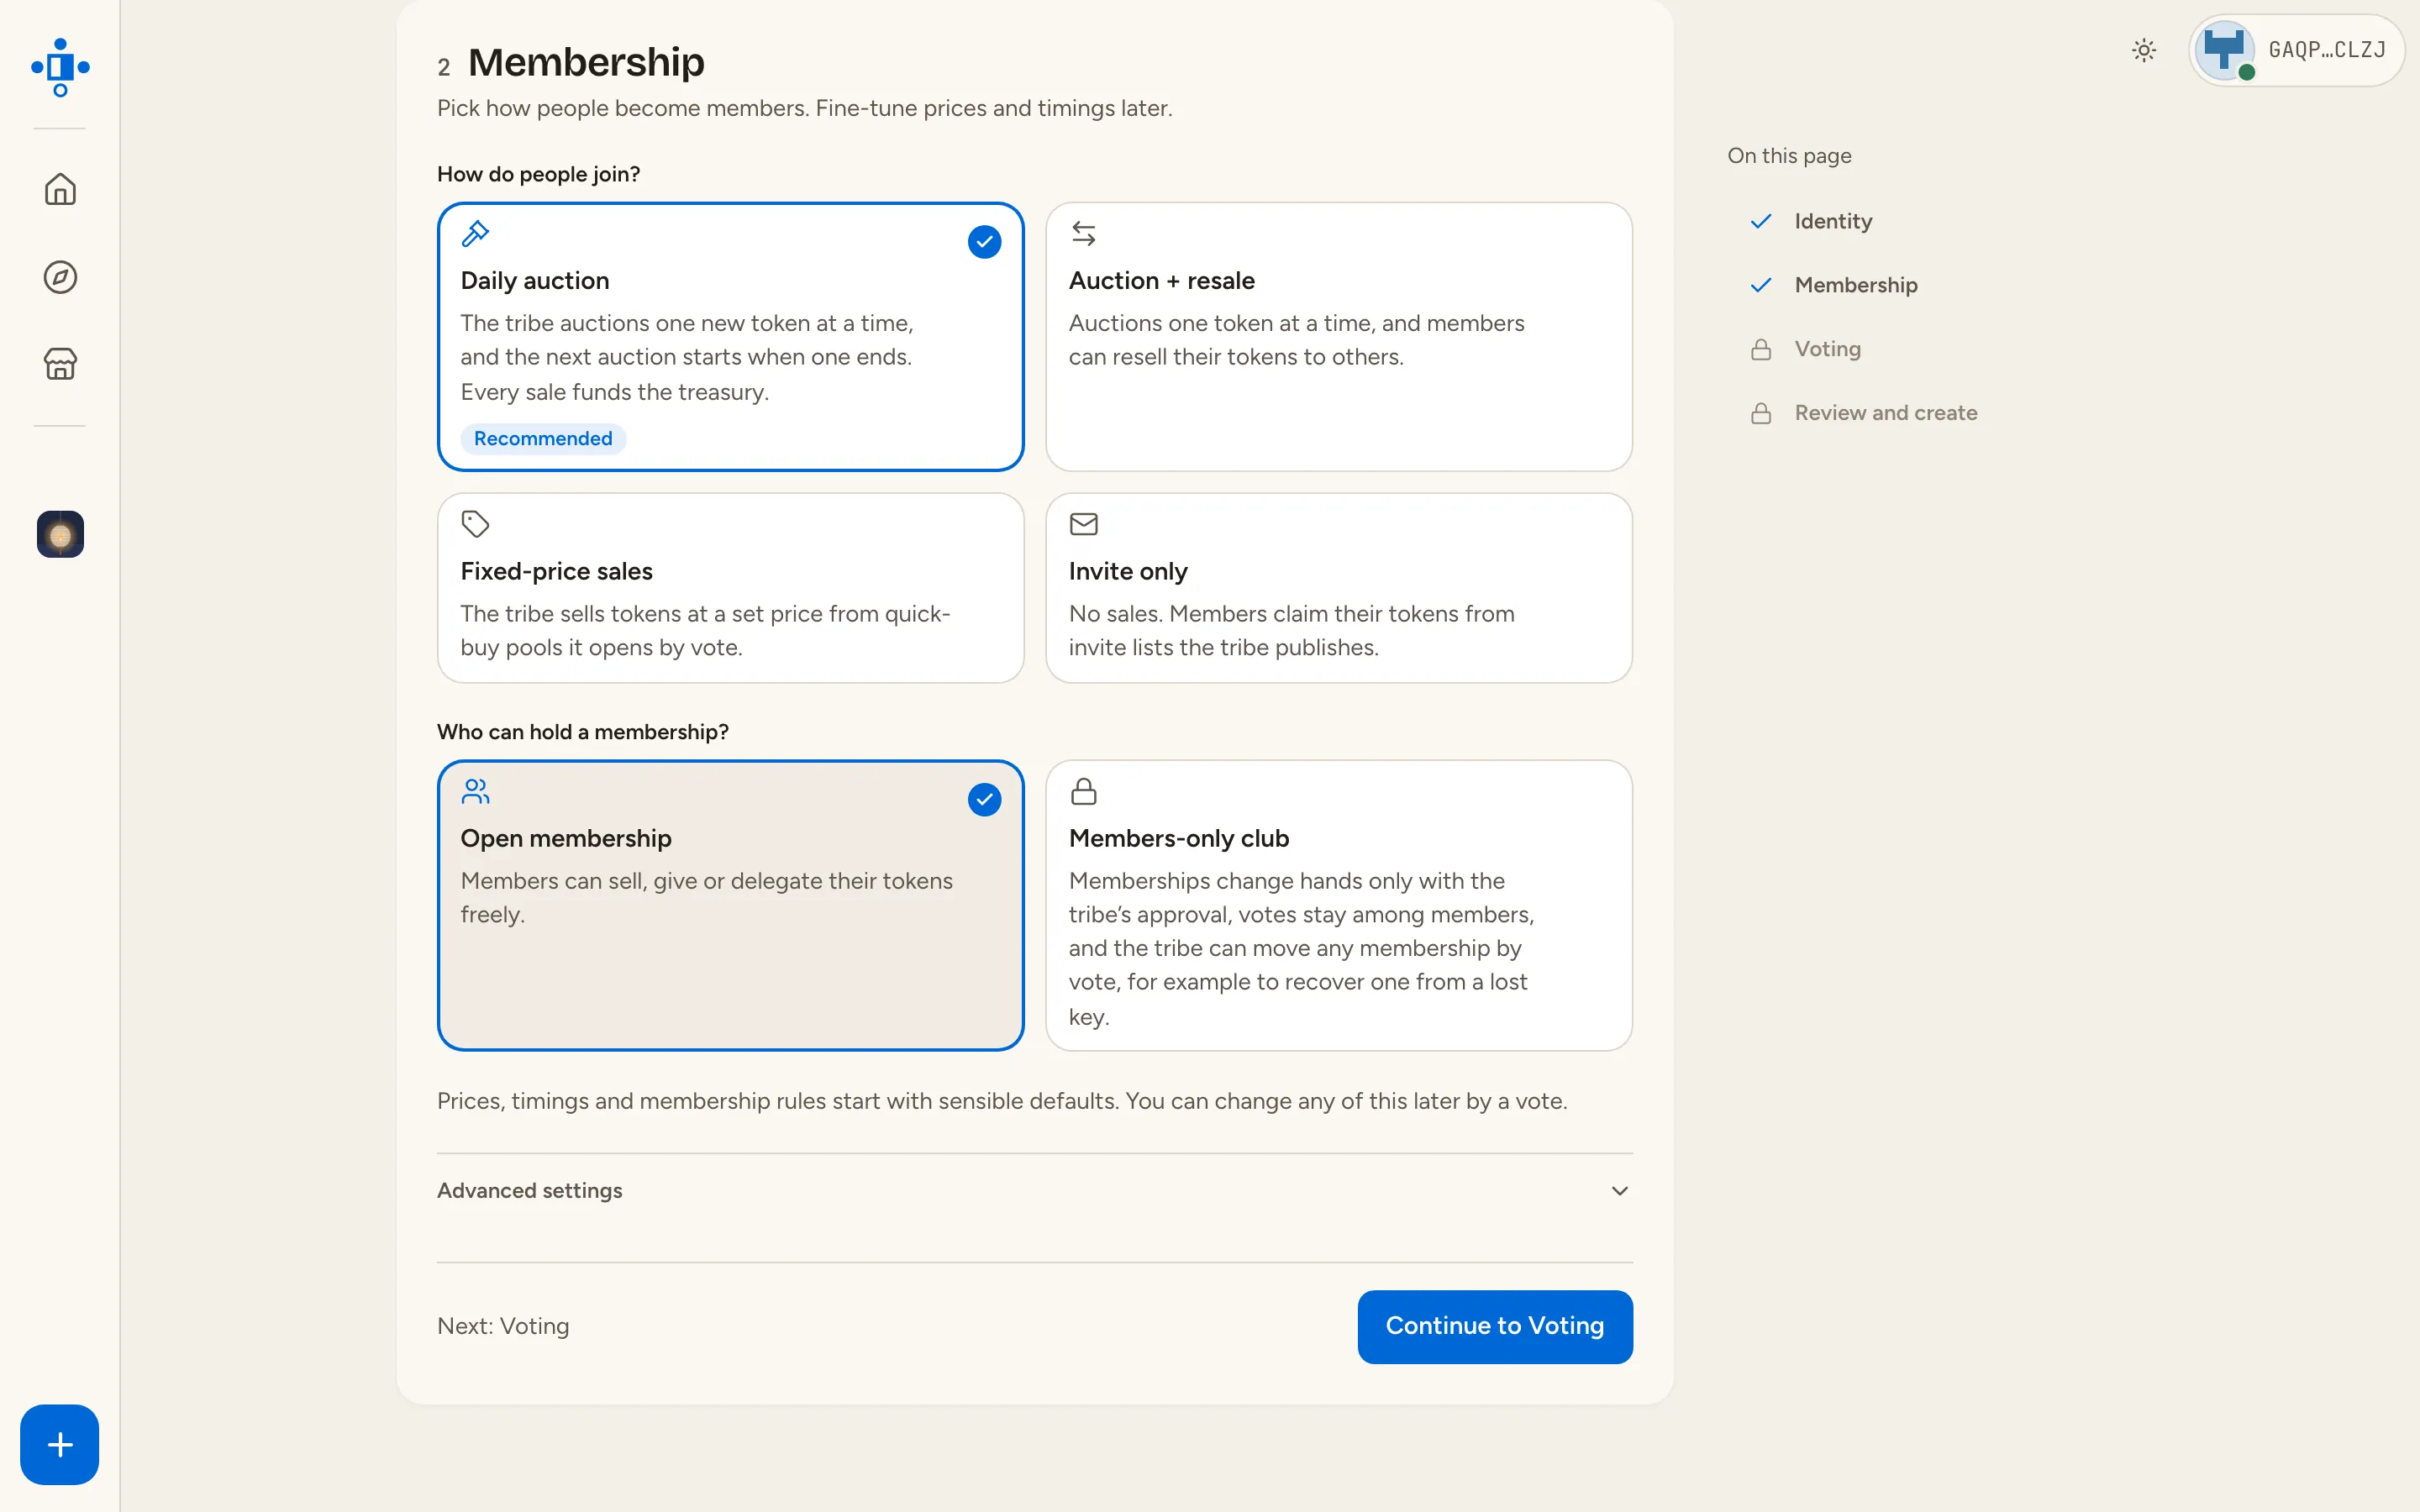 GAQP…CLZJ
2 Membership
Pick how people become members. Fine-tune prices and timings later.
How do people join?
Daily auction
The tribe auctions one new token at a time,
and the next auction starts when one ends.
Every sale funds the treasury.
Recommended
Auction + resale
Auctions one token at a time, and members
can resell their tokens to others.
Fixed-price sales
The tribe sells tokens at a set price from quick-
buy pools it opens by vote.
Invite only
No sales. Members claim their tokens from
invite lists the tribe publishes.
Who can hold a membership?
Open membership
Members can sell, give or delegate their tokens
freely.
Members-only club
Memberships change hands only with the
tribe’s approval, votes stay among members,
and the tribe can move any membership by
vote, for example to recover one from a lost
key.
Prices, timings and membership rules start with sensible defaults. You can change any of this later by a vote.
Advanced settings
Next: Voting
Continue to Voting
On this page
Identity
Membership
Voting
Review and create